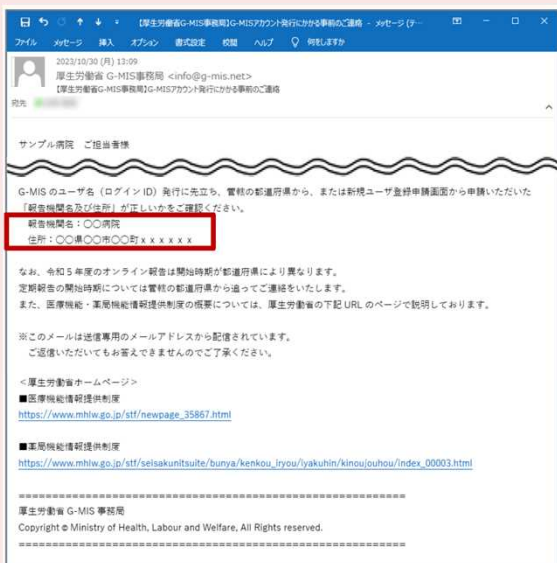 【厚生労働省G-MIS事務局】G-MISアカウント発行にかかる事前のご連絡 - メッセージ (テ…
ファイル メッセージ 挿入 オプション 書式設定 校閲 ヘルプ 何をしますか
2023/10/30 (月) 13:09
厚生労働省 G-MIS事務局 <info@g-mis.net>
【厚生労働省G-MIS事務局】G-MISアカウント発行にかかる事前のご連絡
宛先
サンプル病院 ご担当者様
G-MIS のユーザ名（ログイン ID）発行に先立ち、管轄の都道府県から、または新規ユーザ登録申請画面から申請いただいた
「報告機関名及び住所」が正しいかをご確認ください。
報告機関名：〇〇病院
住所：〇〇県〇〇市〇〇町ｘｘｘｘｘｘ
なお、令和５年度のオンライン報告は開始時期が都道府県により異なります。
定期報告の開始時期については管轄の都道府県から追ってご連絡をいたします。
また、医療機能・薬局機能情報提供制度の概要については、厚生労働省の下記 URL のページで説明しております。
※このメールは送信専用のメールアドレスから配信されています。
ご返信いただいてもお答えできませんのでご了承ください。
＜厚生労働省ホームページ＞
■医療機能情報提供制度
https://www.mhlw.go.jp/stf/newpage_35867.html
■薬局機能情報提供制度
https://www.mhlw.go.jp/stf/seisakunitsuite/bunya/kenkou_iryou/iyakuhin/kinoujouhou/index_00003.html
============================================================
厚生労働省 G-MIS 事務局
Copyright © Ministry of Health, Labour and Welfare, All Rights reserved.
============================================================